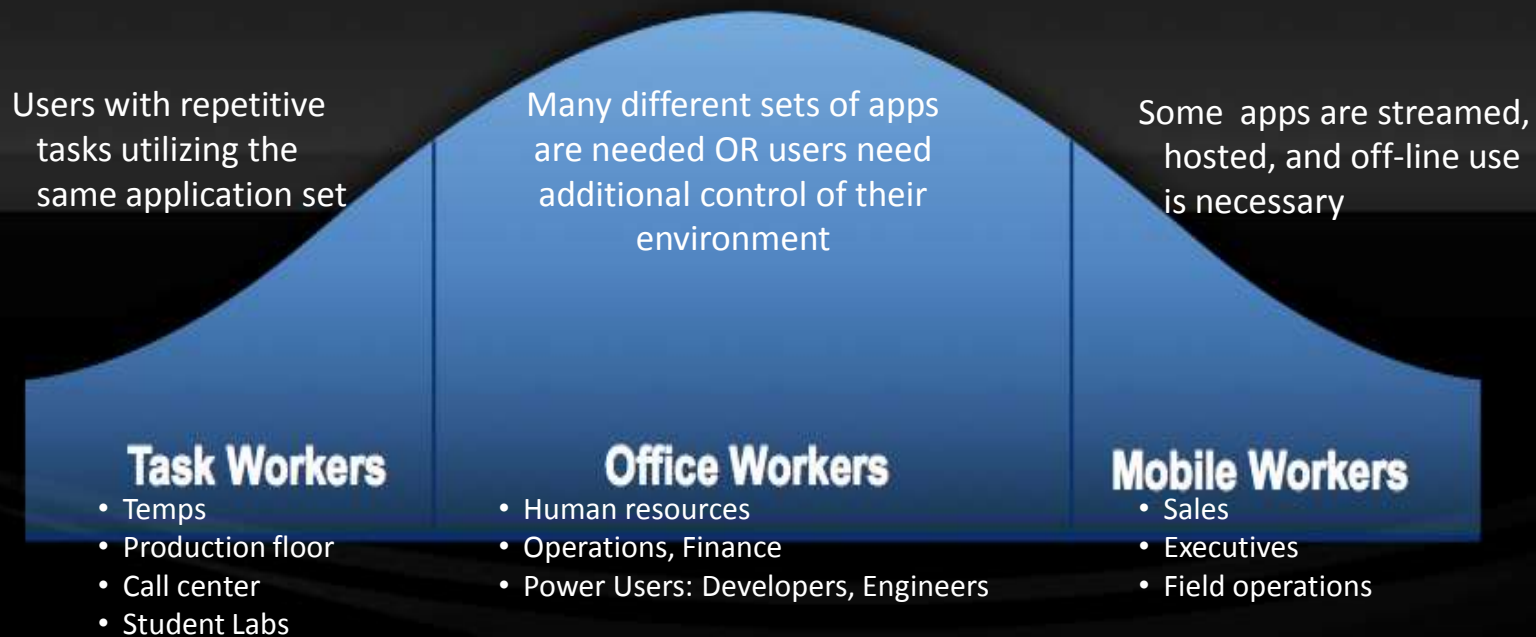 Users with repetitive
tasks utilizing the
same application set
Many different sets of apps
are needed OR users need
additional control of their
environment
Some apps are streamed,
hosted, and off-line use
is necessary
Task Workers
• Temps
• Production floor
• Call center
• Student Labs
Office Workers
• Human resources
• Operations, Finance
• Power Users: Developers, Engineers
Mobile Workers
• Sales
• Executives
• Field operations